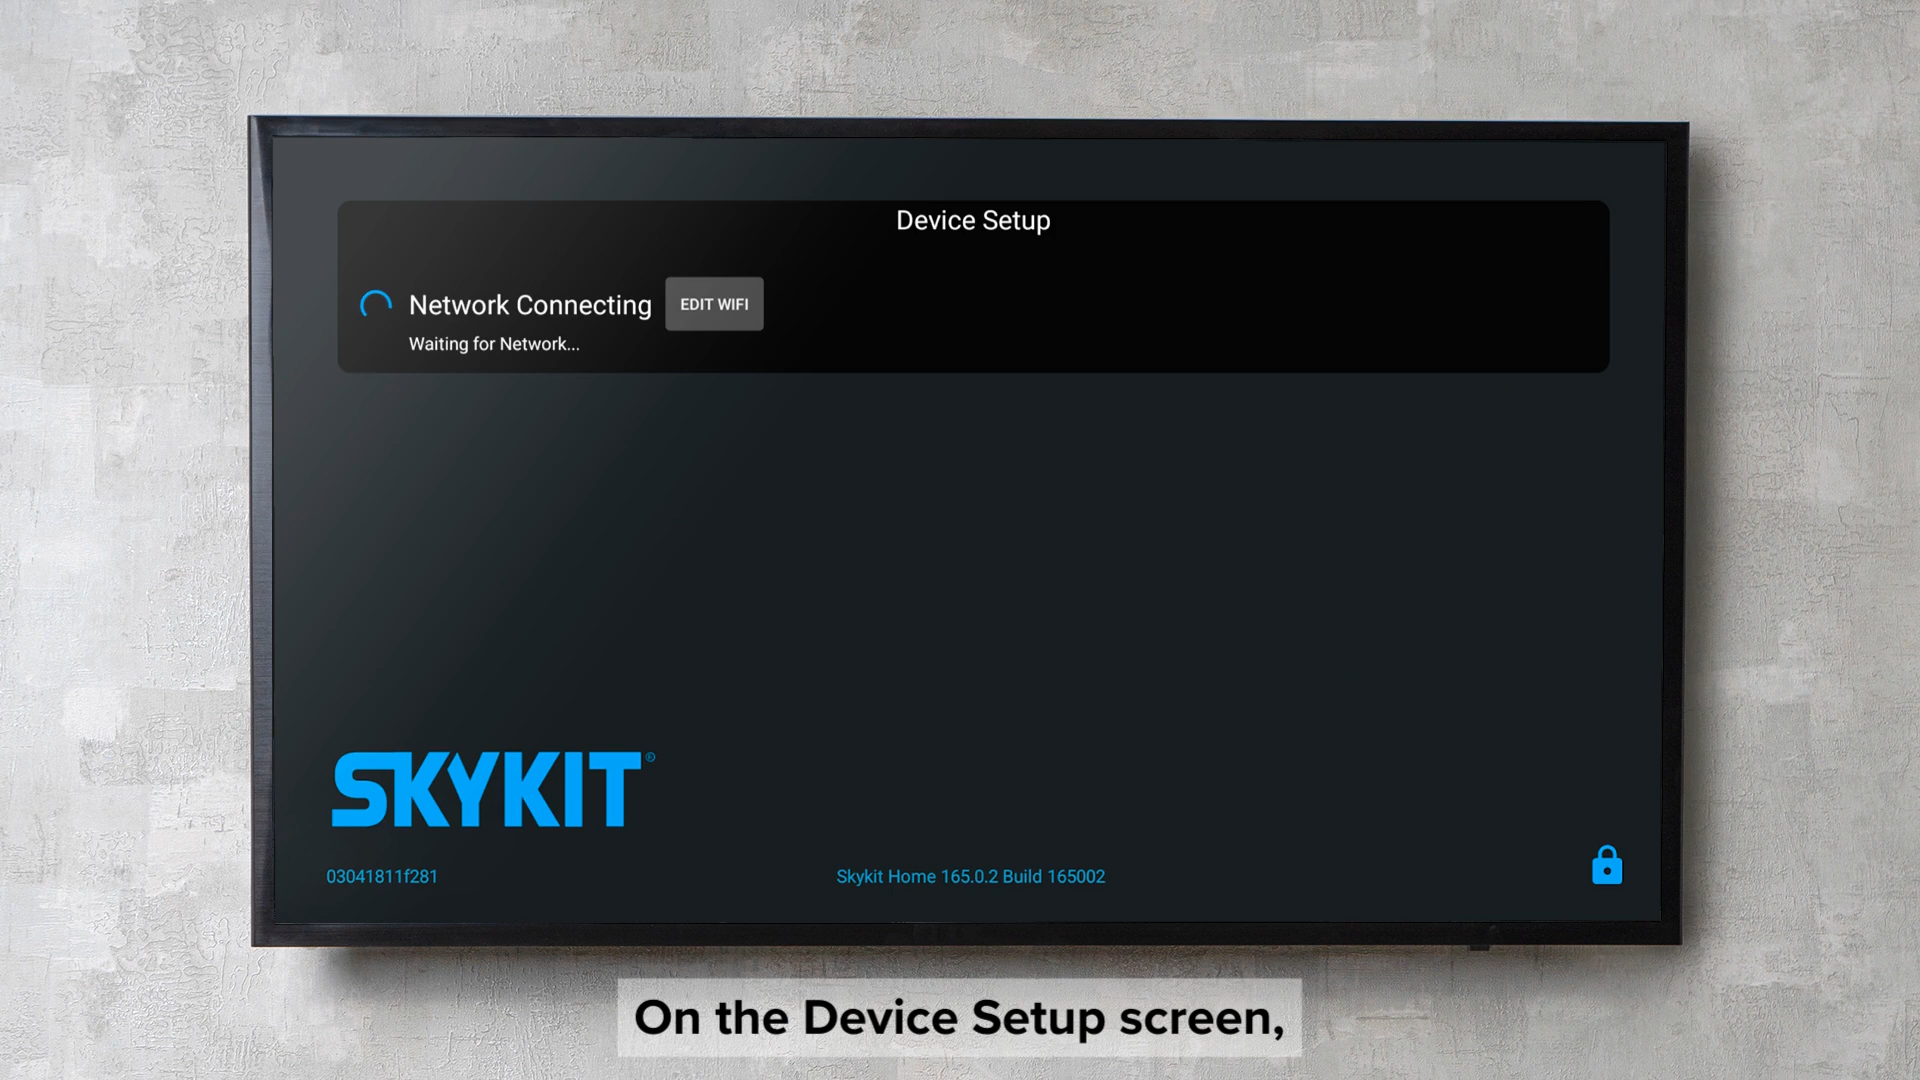 Device Setup
Network Connecting
EDIT WIFI
Waiting for Network...
SKYKIT®
03041811f281
Skykit Home 165.0.2 Build 165002
On the Device Setup screen,